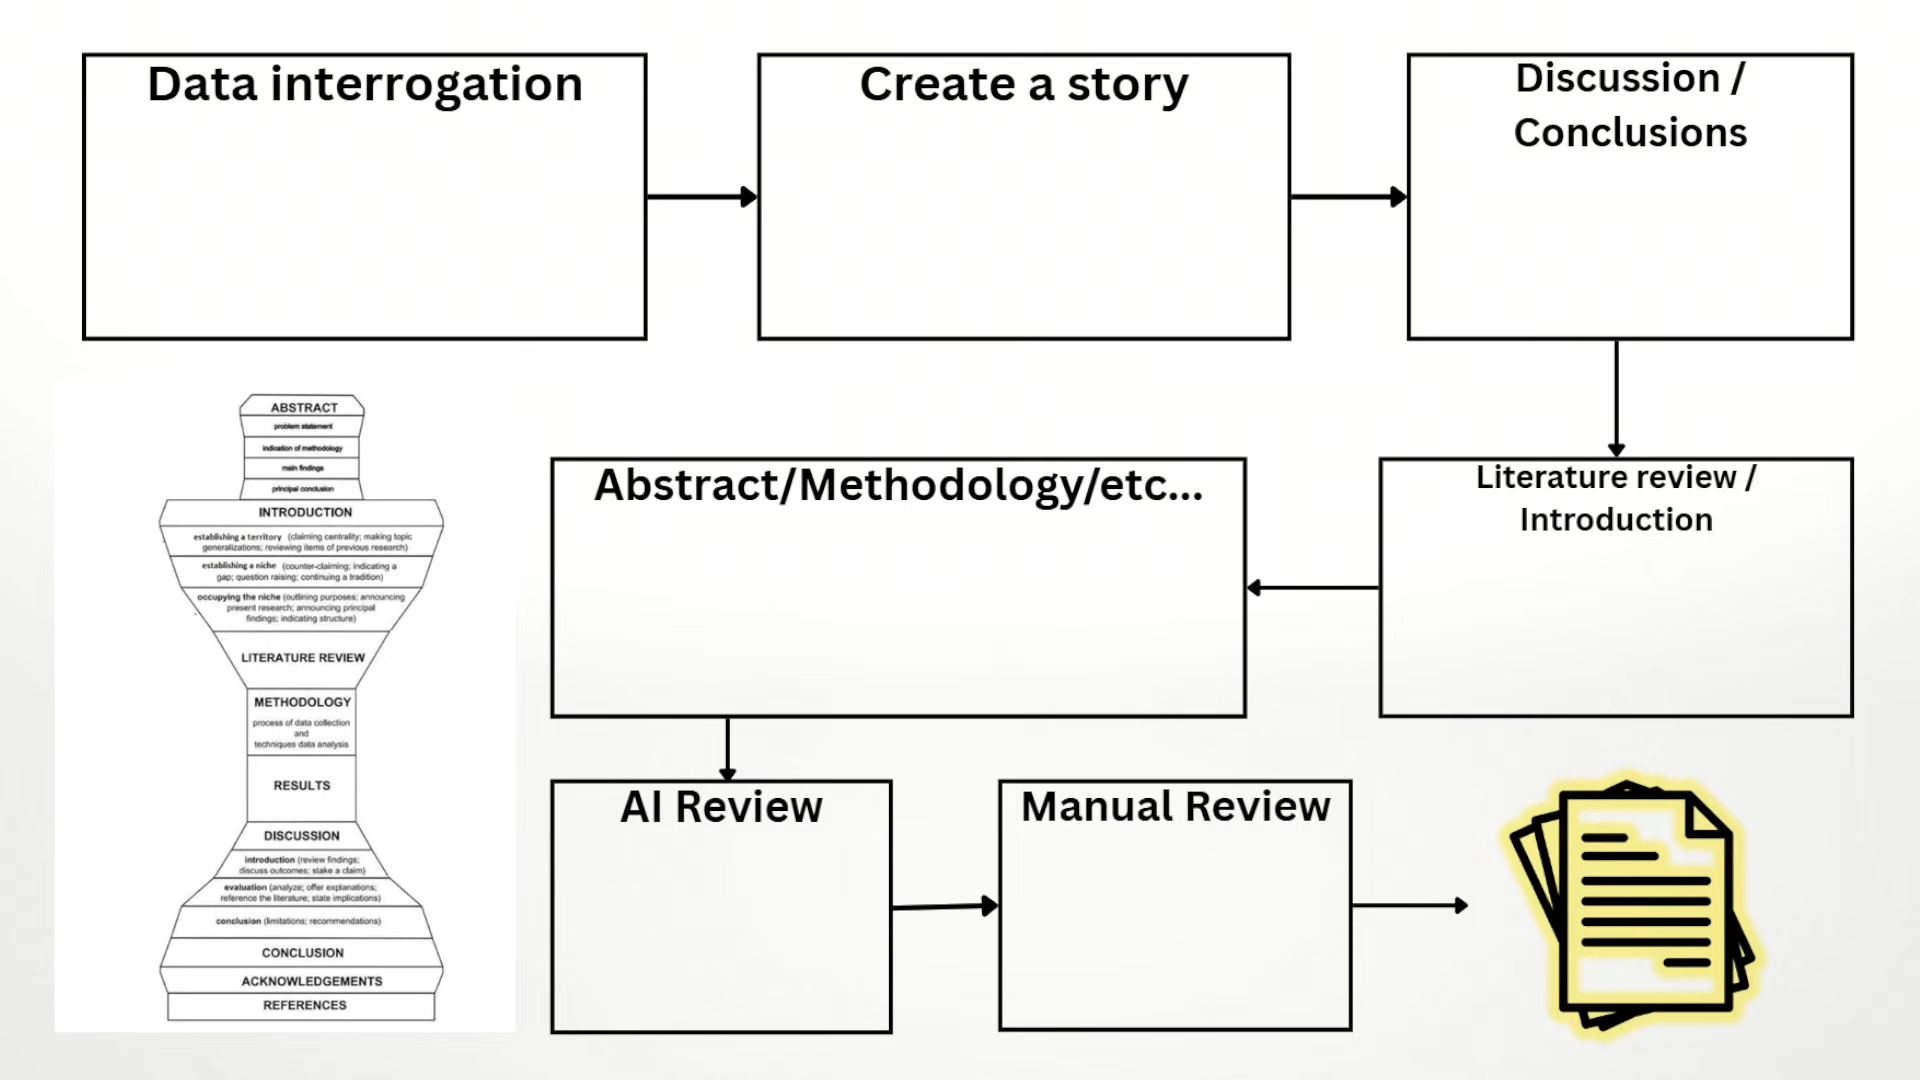 Data interrogation
Create a story
Discussion /
Conclusions
Literature review /
Introduction
Abstract/Methodology/etc...
AI Review
Manual Review
ABSTRACT
problem statement
indication of methodology
main findings
principal conclusion
INTRODUCTION
establishing a territory (claiming centrality; making topic
generalizations; reviewing items of previous research)
establishing a niche (counter-claiming; indicating a
gap; question raising; continuing a tradition)
occupying the niche (outlining purposes; announcing
present research; announcing principal
findings; indicating structure)
LITERATURE REVIEW
METHODOLOGY
process of data collection
and
techniques data analysis
RESULTS
DISCUSSION
introduction (review findings;
discuss outcomes; stake a claim)
evaluation (analyze; offer explanations;
reference the literature; state implications)
conclusion (limitations; recommendations)
CONCLUSION
ACKNOWLEDGEMENTS
REFERENCES